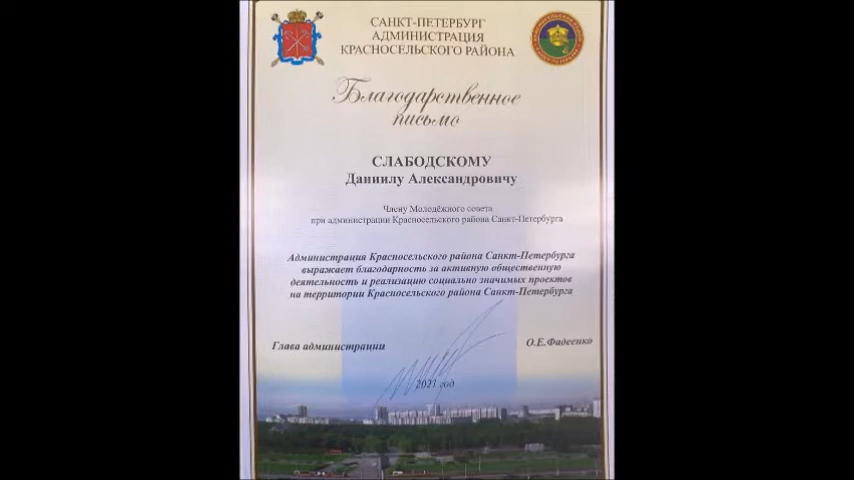 САНКТ-ПЕТЕРБУРГ
АДМИНИСТРАЦИЯ
КРАСНОСЕЛЬСКОГО РАЙОНА
Благодарственное
письмо
СЛАБОДСКОМУ
Даниилу Александровичу
Члену Молодёжного совета
при администрации Красносельского района Санкт-Петербурга
Администрация Красносельского района Санкт-Петербурга
выражает благодарность за активную общественную
деятельность и реализацию социально значимых проектов
на территории Красносельского района Санкт-Петербурга
Глава администрации
О.Е.Фадеенко
2021 год